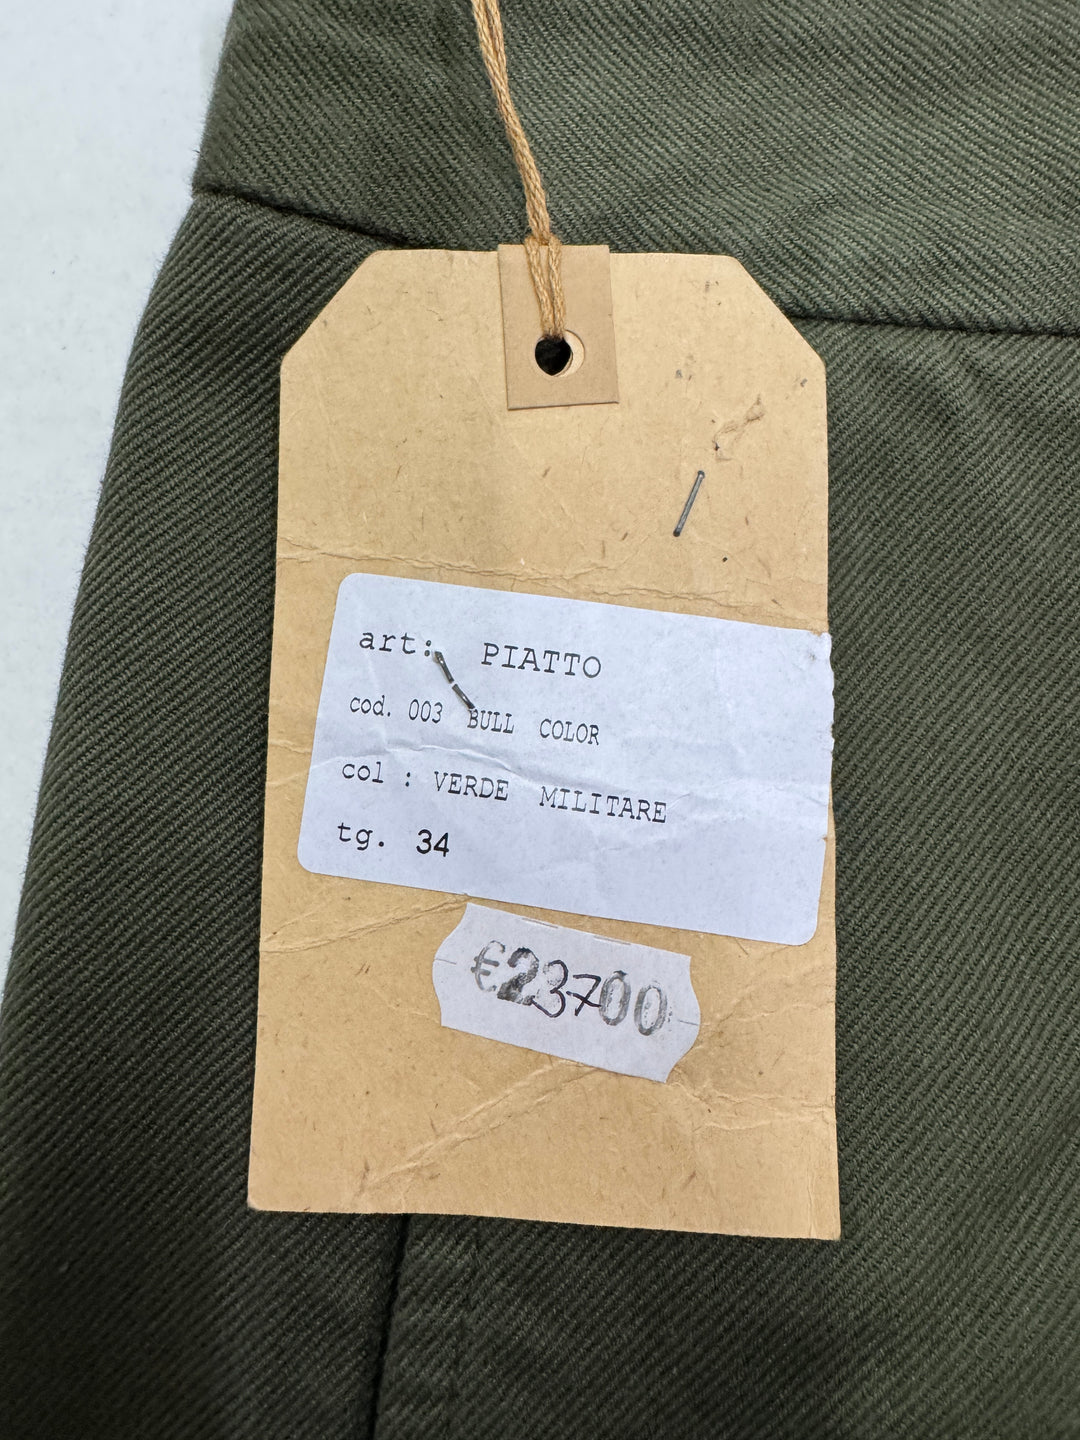 art: PIATTO
cod. 003 BULL COLOR
col : VERDE MILITARE
tg. 34
€23700